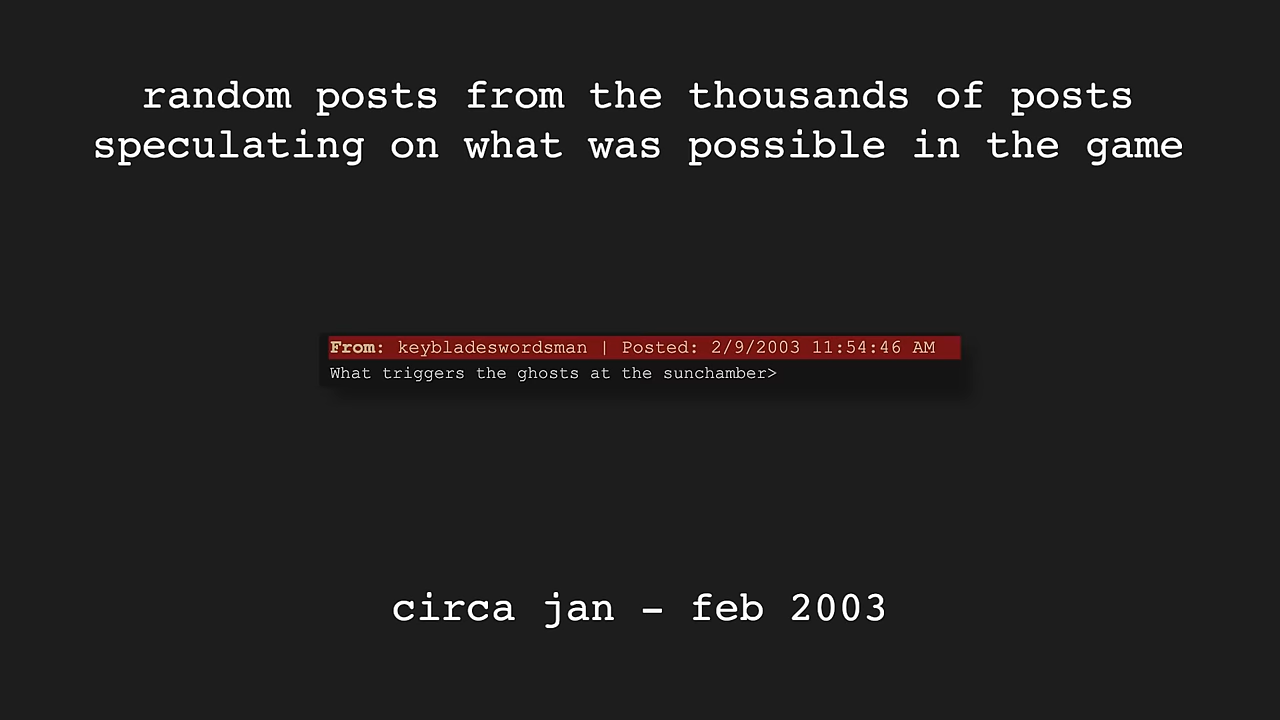 random posts from the thousands of posts
speculating on what was possible in the game
From: keybladeswordsman | Posted: 2/9/2003 11:54:46 AM
What triggers the ghosts at the sunchamber>
circa jan – feb 2003